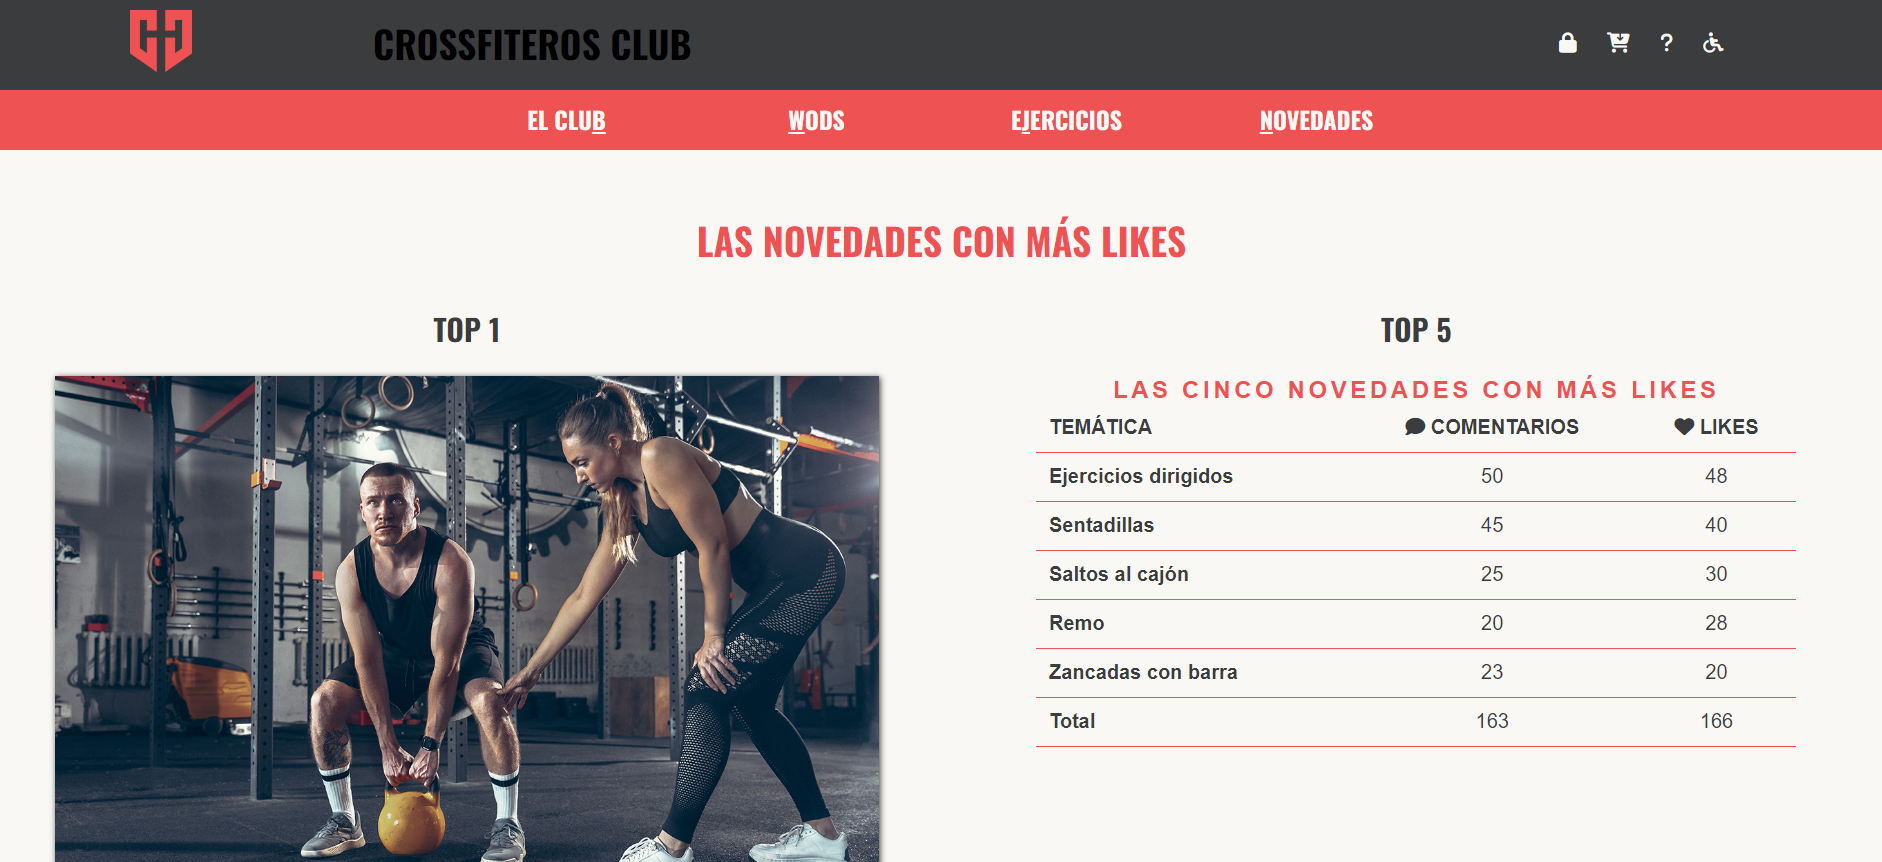 CROSSFITEROS CLUB
?
EL CLUB WODS EJERCICIOS NOVEDADES
LAS NOVEDADES CON MÁS LIKES
TOP 1
TOP 5
LAS CINCO NOVEDADES CON MÁS LIKES
TEMÁTICA COMENTARIOS LIKES
Ejercicios dirigidos 50 48
Sentadillas 45 40
Saltos al cajón 25 30
Remo 20 28
Zancadas con barra 23 20
Total 163 166